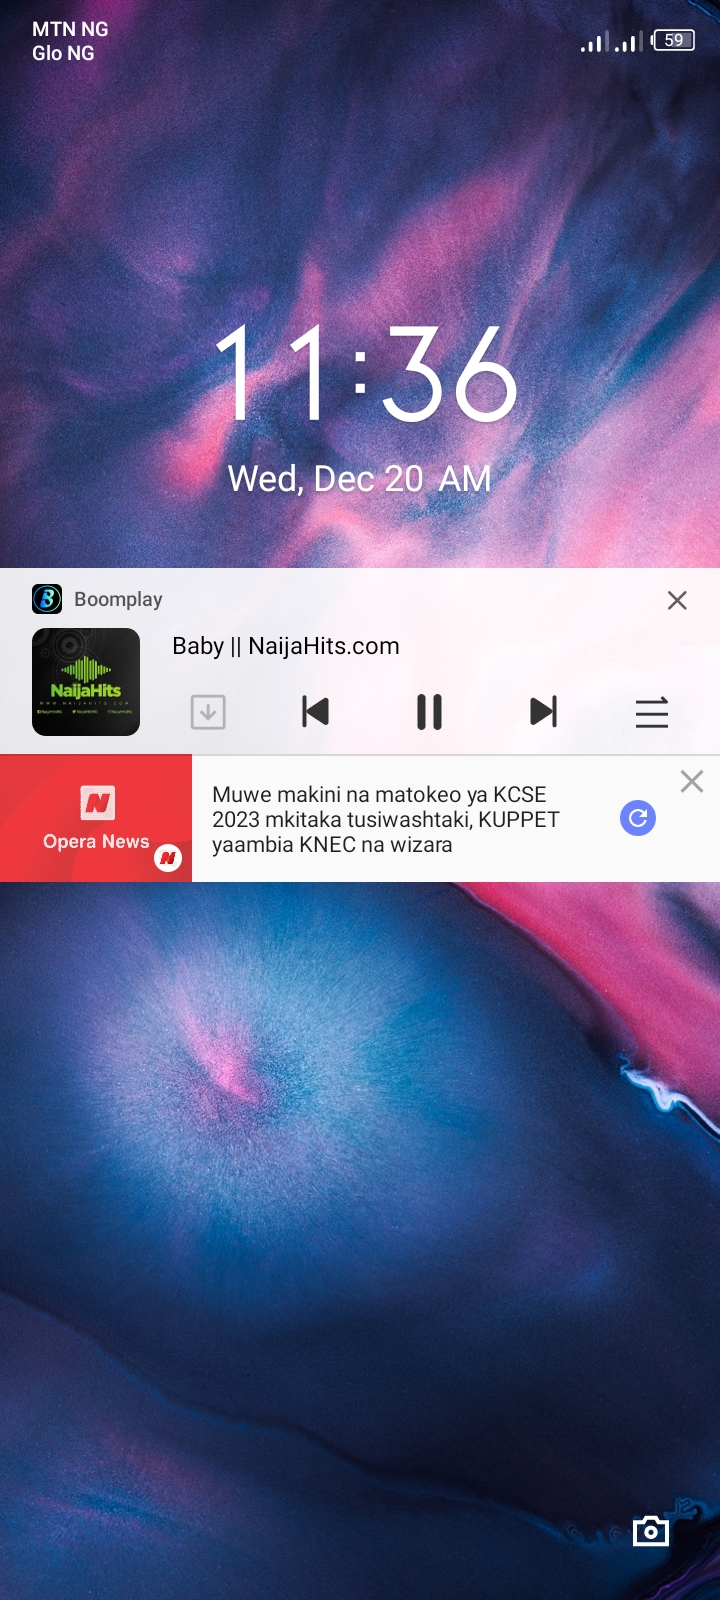 MTN NG
Glo NG
59
11:36
Wed, Dec 20 AM
Boomplay
Baby || NaijaHits.com
NaijaHits
Opera News
Muwe makini na matokeo ya KCSE
2023 mkitaka tusiwashtaki, KUPPET
yaambia KNEC na wizara